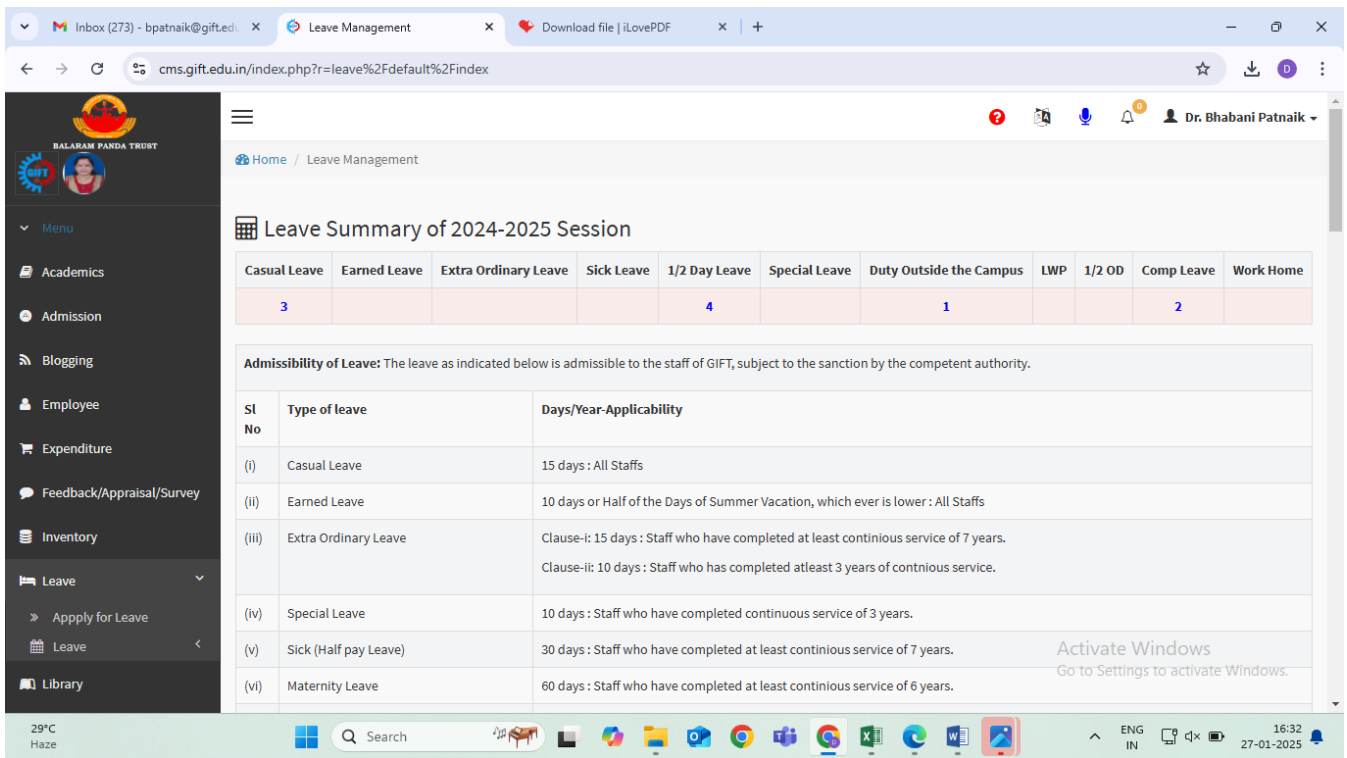 Inbox (273) - bpatnaik@gift.edu
Leave Management
Download file | iLovePDF
cms.gift.edu.in/index.php?r=leave%2Fdefault%2Findex
D
BALARAM PANDA TRUST
GIFT
Menu
Academics
Admission
Blogging
Employee
Expenditure
Feedback/Appraisal/Survey
Inventory
Leave
Appply for Leave
Leave
Library
0
Dr. Bhabani Patnaik
Home / Leave Management
Leave Summary of 2024-2025 Session
Casual Leave Earned Leave Extra Ordinary Leave Sick Leave 1/2 Day Leave Special Leave Duty Outside the Campus LWP 1/2 OD Comp Leave Work Home
3 4 1 2
Admissibility of Leave: The leave as indicated below is admissible to the staff of GIFT, subject to the sanction by the competent authority.
Sl No Type of leave Days/Year-Applicability
(i) Casual Leave 15 days : All Staffs
(ii) Earned Leave 10 days or Half of the Days of Summer Vacation, which ever is lower : All Staffs
(iii) Extra Ordinary Leave Clause-i: 15 days : Staff who have completed at least continious service of 7 years.
Clause-ii: 10 days : Staff who has completed atleast 3 years of contnious service.
(iv) Special Leave 10 days : Staff who have completed continuous service of 3 years.
(v) Sick (Half pay Leave) 30 days : Staff who have completed at least continious service of 7 years.
(vi) Maternity Leave 60 days : Staff who have completed at least continious service of 6 years.
Activate Windows
Go to Settings to activate Windows.
29°C
Haze
Search
ENG
IN
16:32
27-01-2025